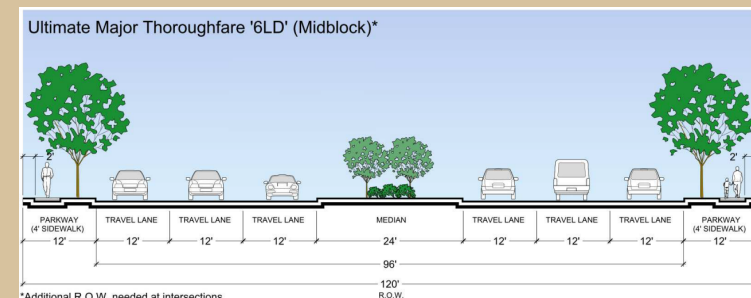 Ultimate Major Thoroughfare '6LD' (Midblock)*
2' 2'
PARKWAY TRAVEL LANE TRAVEL LANE TRAVEL LANE MEDIAN TRAVEL LANE TRAVEL LANE TRAVEL LANE PARKWAY
(4' SIDEWALK) (4' SIDEWALK)
12' 12' 12' 12' 24' 12' 12' 12' 12'
96'
120'
R.O.W.
*Additional R.O.W. needed at intersections